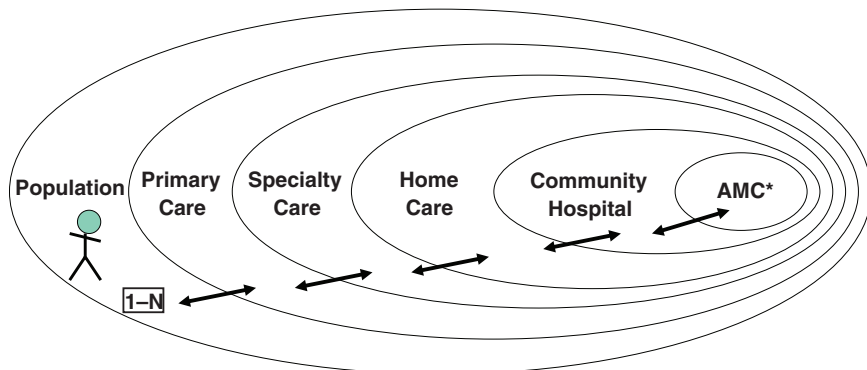 Population
Primary
Care
Specialty
Care
Home
Care
Community
Hospital
AMC*
1–N